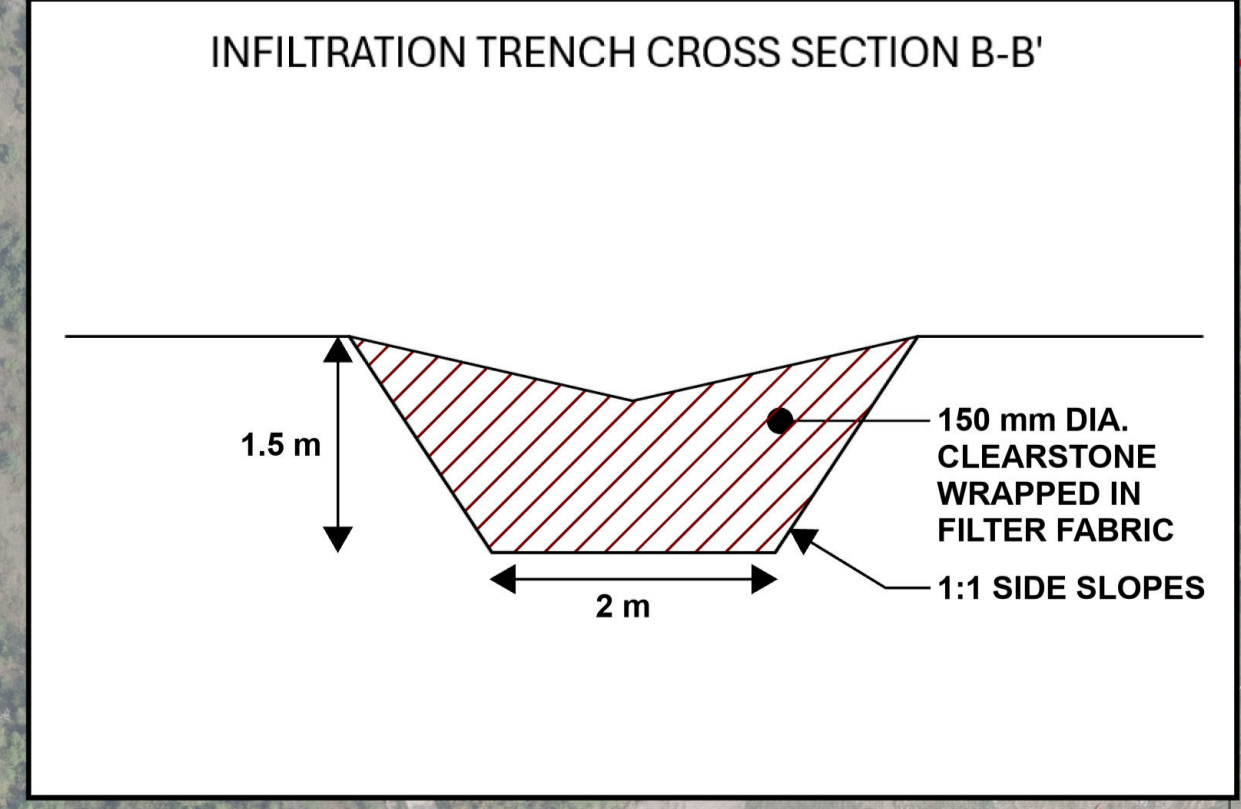 INFILTRATION TRENCH CROSS SECTION B-B'
1.5 m
150 mm DIA.
CLEARSTONE
WRAPPED IN
FILTER FABRIC
1:1 SIDE SLOPES
2 m